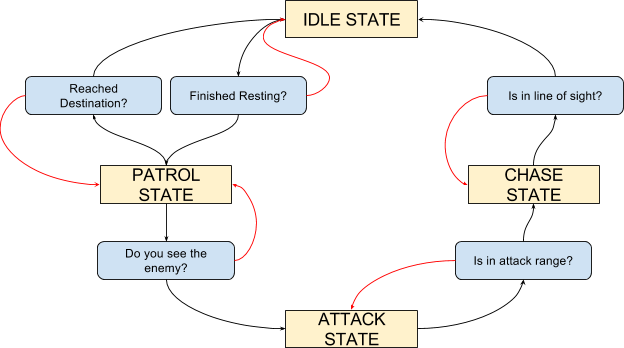 IDLE STATE
Reached
Destination?
Finished Resting?
Is in line of sight?
PATROL
STATE
CHASE
STATE
Do you see the
enemy?
Is in attack range?
ATTACK
STATE